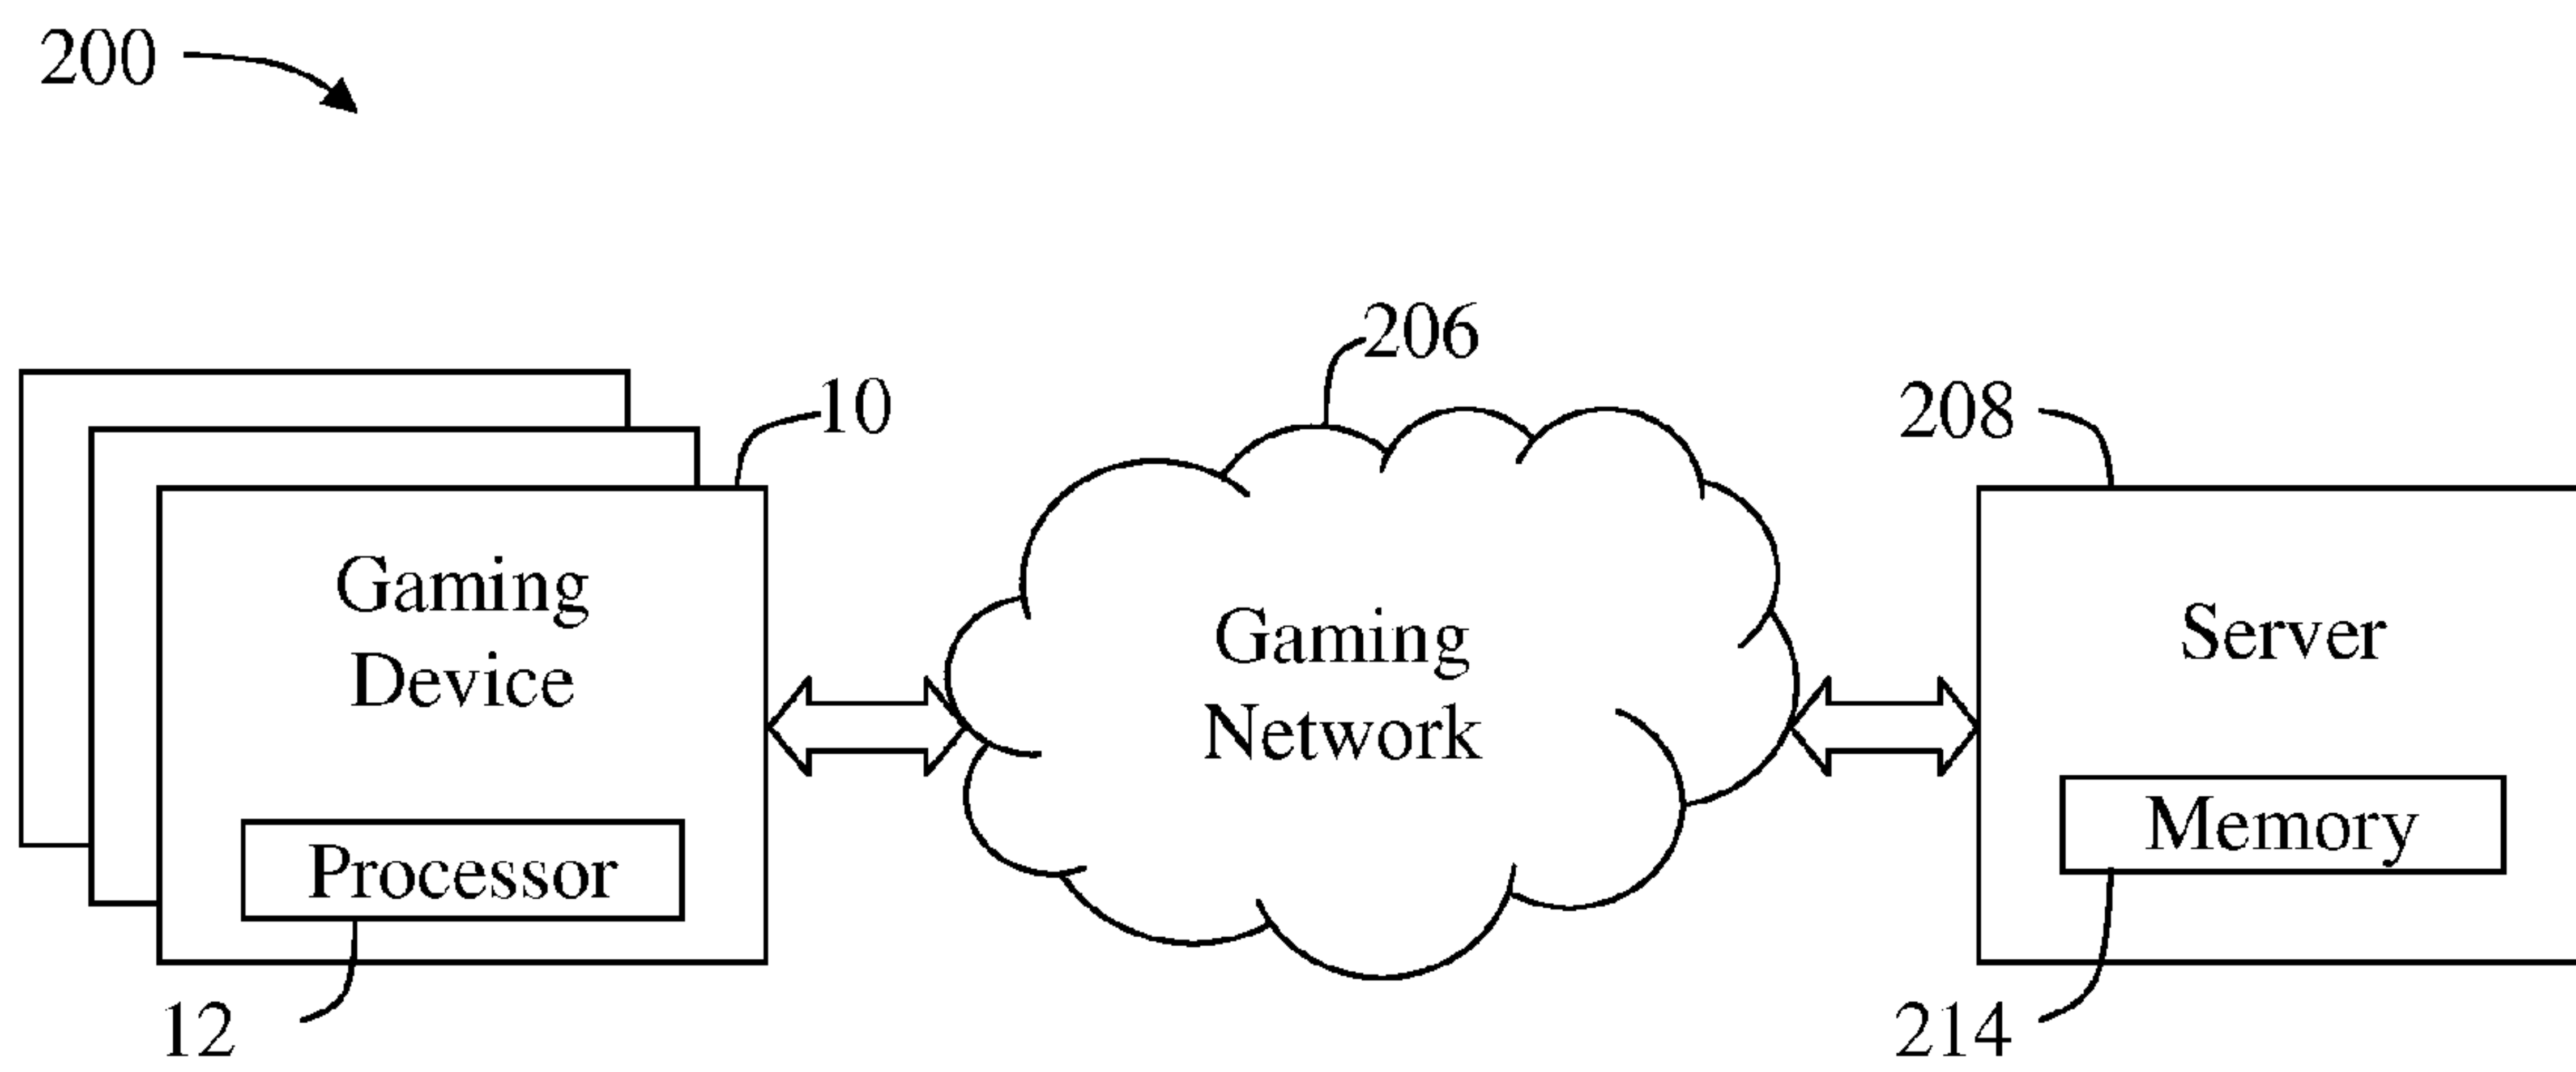 200
206
10
208
Gaming
Device
Gaming
Network
Server
Processor
Memory
12
214